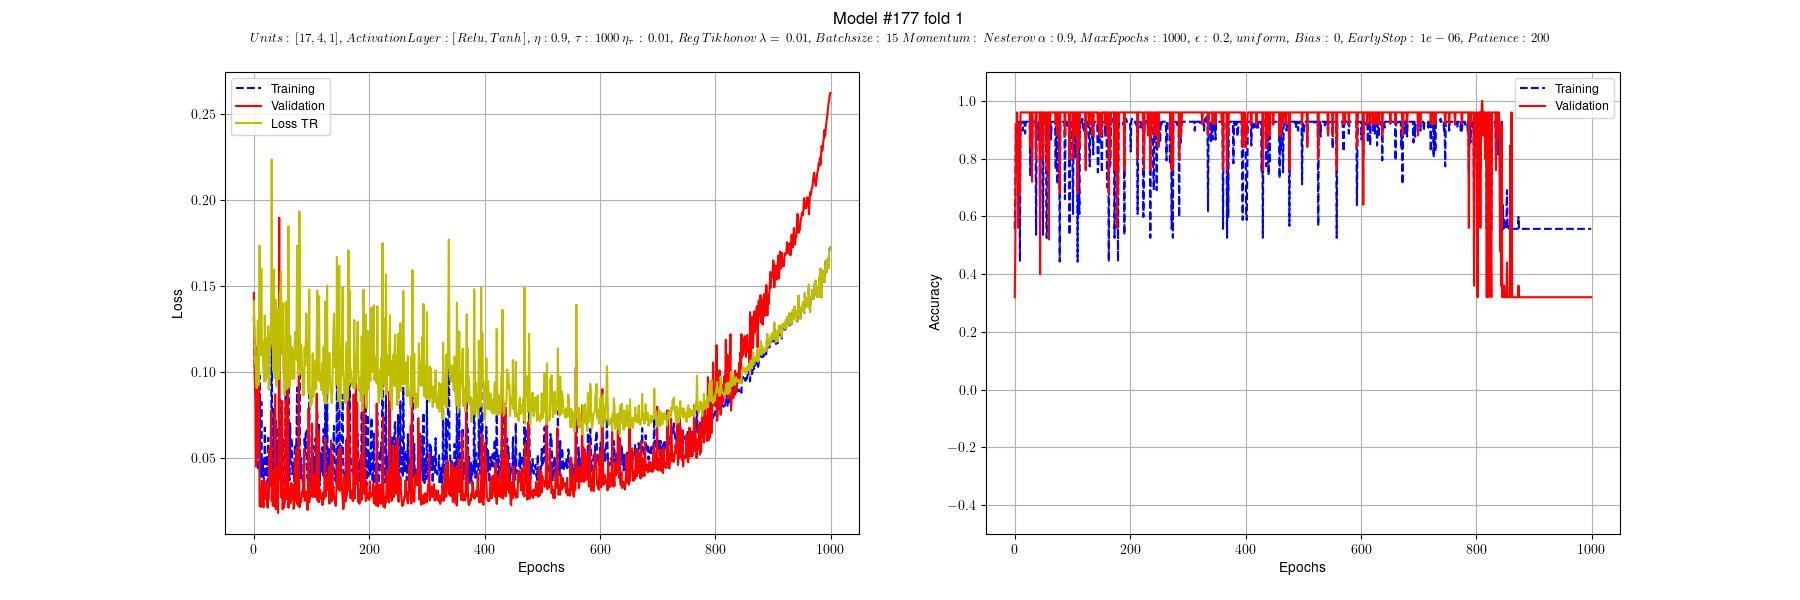 Model #177 fold 1
Units : [17, 4, 1], ActivationLayer : [Relu, Tanh], η : 0.9, τ : 1000 η_τ : 0.01, Reg Tikhonov λ = 0.01, Batchsize : 15 Momentum : Nesterov α : 0.9, MaxEpochs : 1000, ϵ : 0.2, uniform, Bias : 0, EarlyStop : 1e − 06, Patience : 200
Training
Validation
Loss TR
0.25
0.20
0.15
0.10
0.05
Loss
0 200 400 600 800 1000
Epochs
Training
Validation
1.0
0.8
0.6
0.4
0.2
0.0
−0.2
−0.4
Accuracy
0 200 400 600 800 1000
Epochs